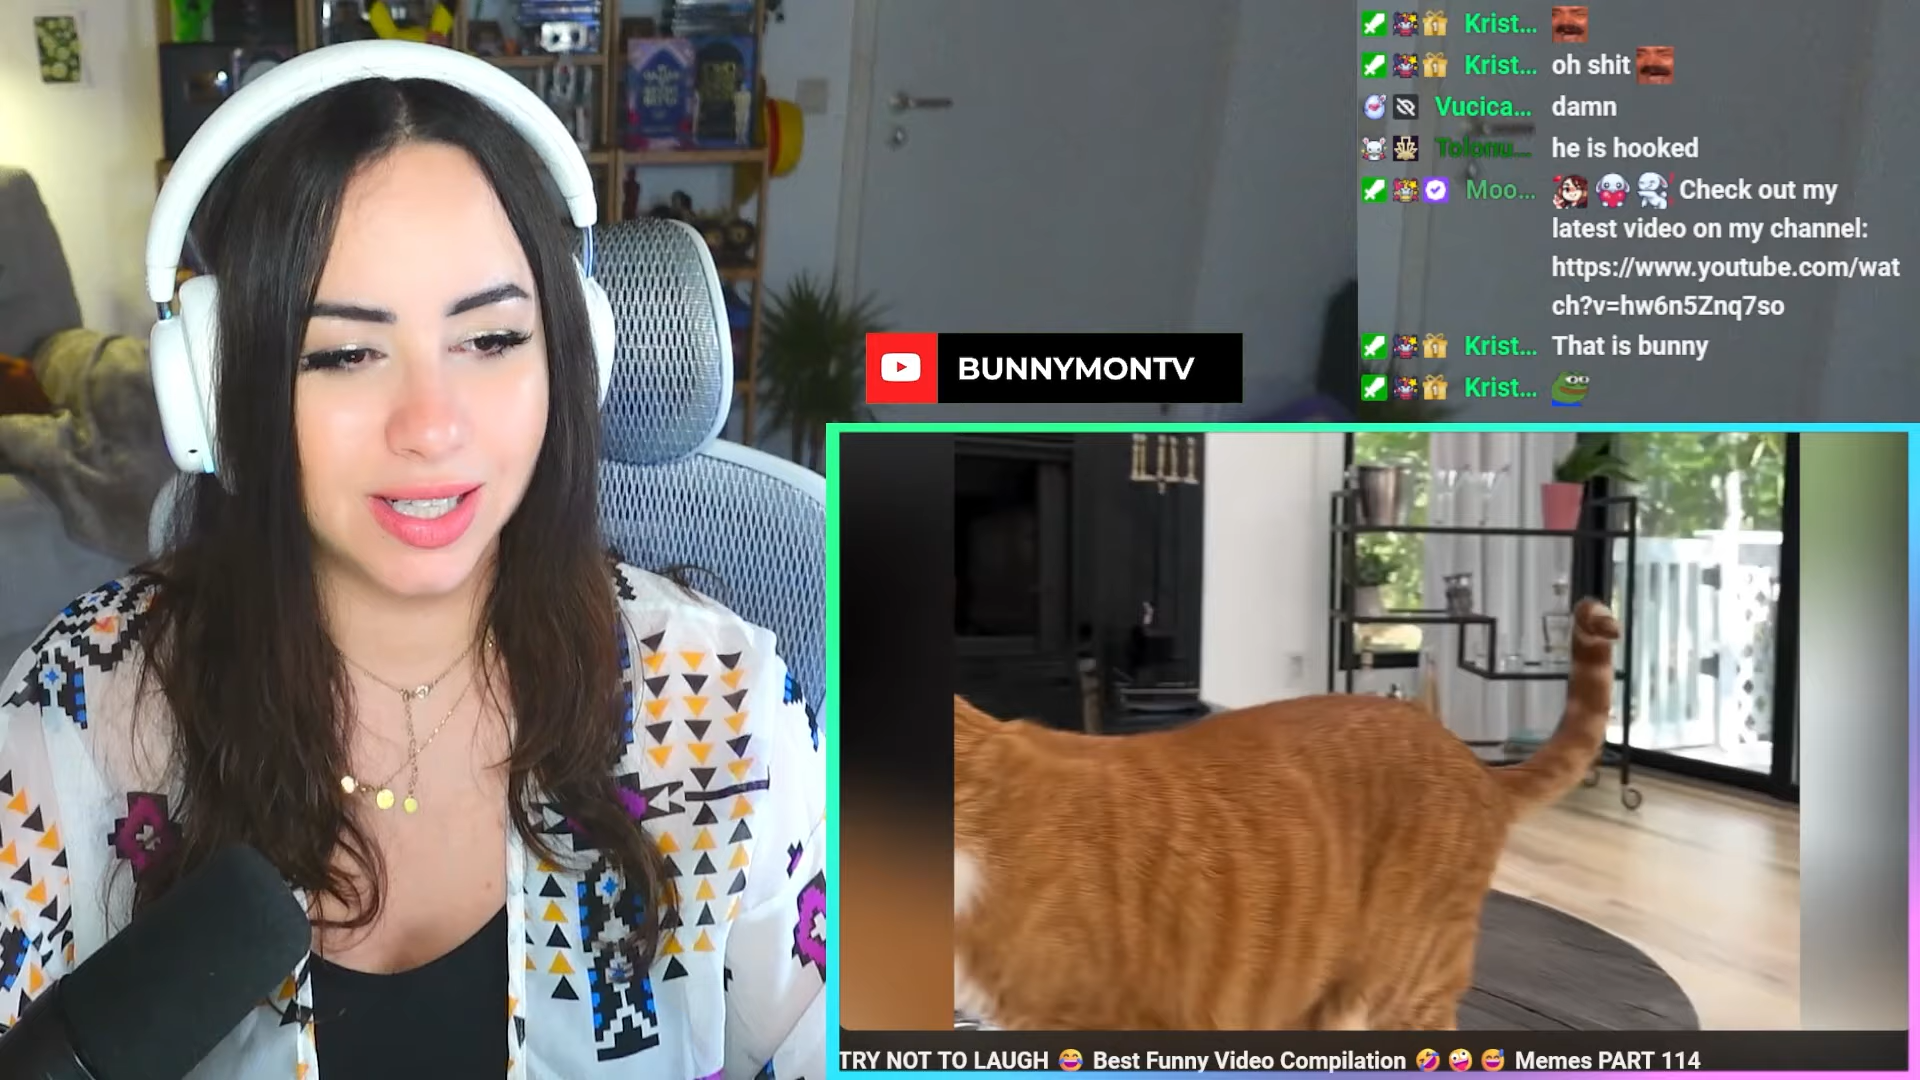 Krist...
Krist... oh shit
Vucica... damn
Tolonu... he is hooked
Moo... Check out my
latest video on my channel:
https://www.youtube.com/wat
ch?v=hw6n5Znq7so
Krist... That is bunny
Krist...
BUNNYMONTV
TRY NOT TO LAUGH 😂 Best Funny Video Compilation 🤣 🤪 😅 Memes PART 114